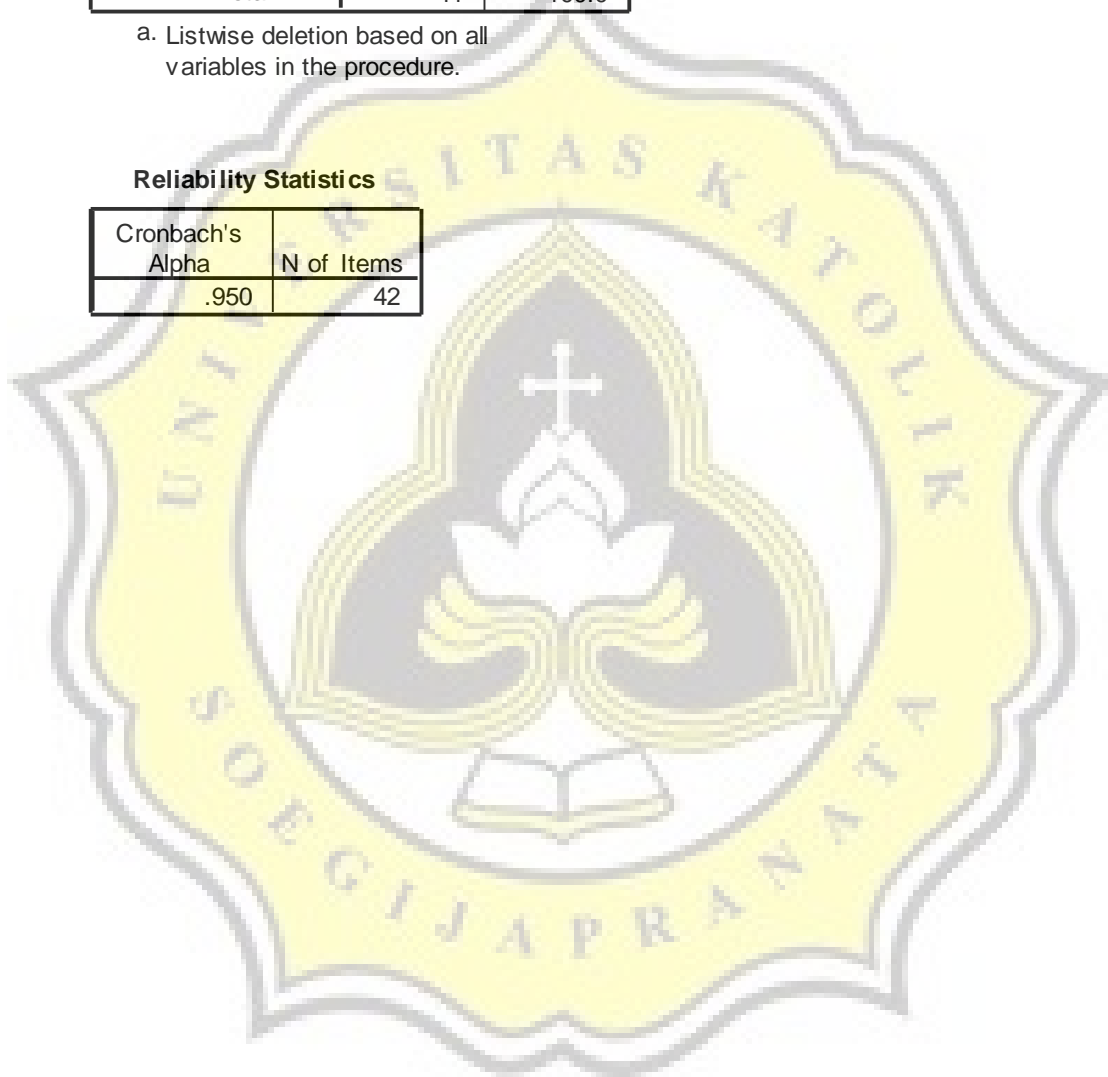 a. Listwise deletion based on all
variables in the procedure.
Reliability Statistics
Cronbach's
Alpha N of Items
.950 42
UNIVERSITAS KATOLIK
SOEGIJAPRANATA